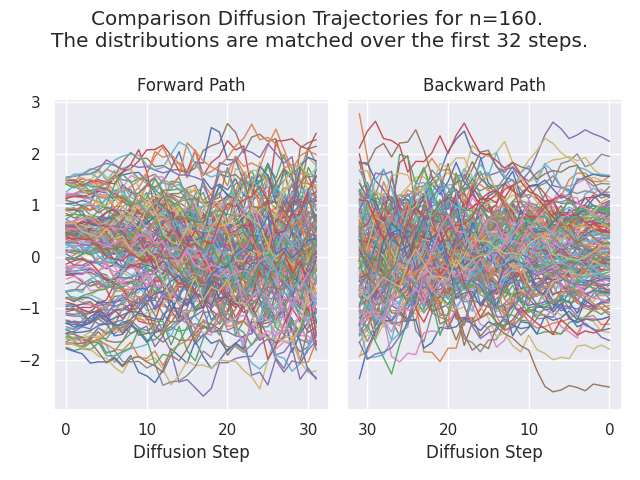 Comparison Diffusion Trajectories for n=160.
The distributions are matched over the first 32 steps.
Forward Path
Backward Path
3
2
1
0
−1
−2
0 10 20 30
30 20 10 0
Diffusion Step
Diffusion Step